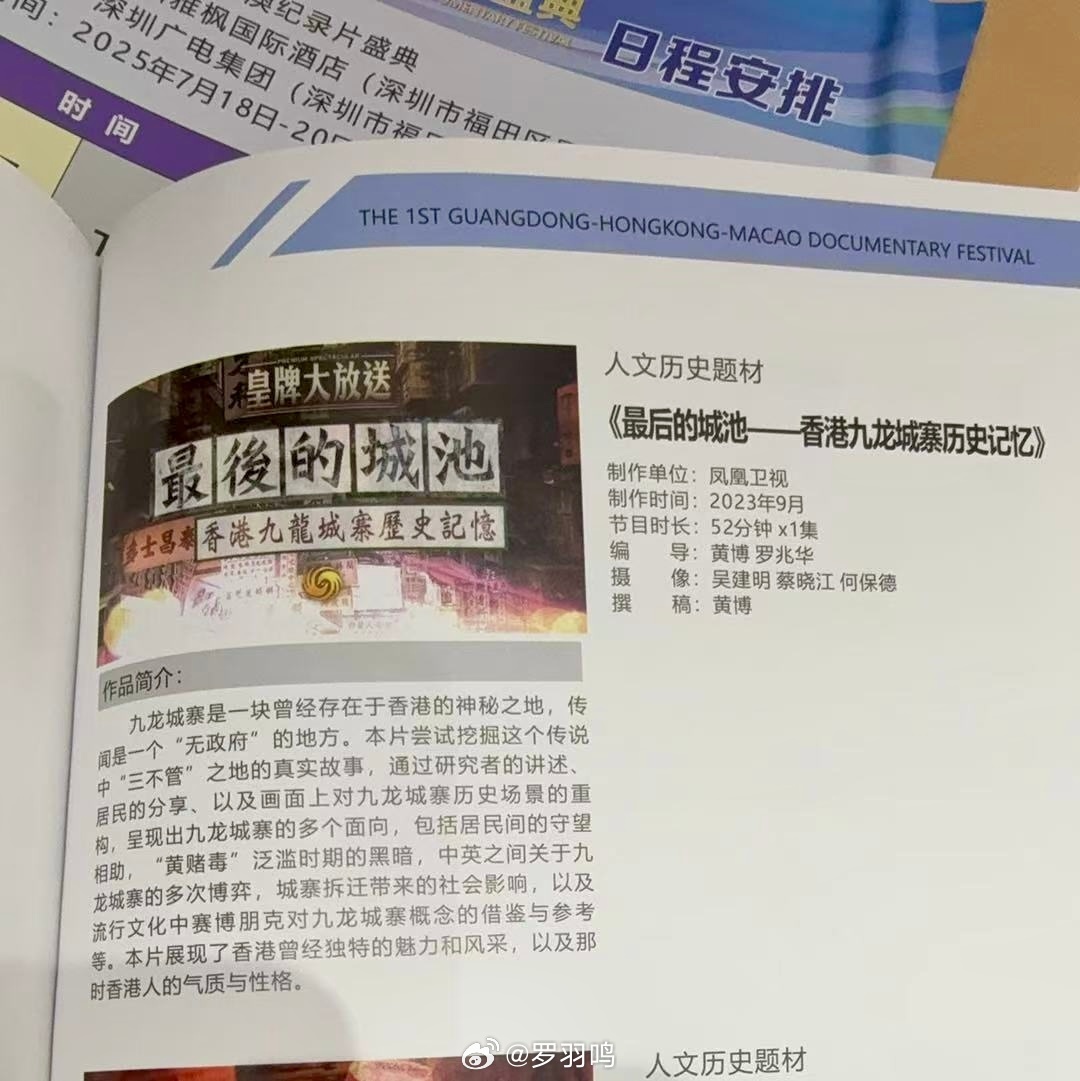 澳纪录片盛典
雅枫国际酒店（深圳市福田区
深圳广电集团（深圳市福
间：2025年7月18日-20日
盛典
DOCUMENTARY FESTIVAL
日程安排
时间
THE 1ST GUANGDONG-HONGKONG-MACAO DOCUMENTARY FESTIVAL
PREMIUM SPECTACULAR
皇牌大放送
最後的城池
士昌泰
香港九龍城寨歷史記憶
人文历史题材
《最后的城池——香港九龙城寨历史记忆》
制作单位：凤凰卫视
制作时间：2023年9月
节目时长：52分钟 x1集
编　　导：黄博 罗兆华
摄　　像：吴建明 蔡晓江 何保德
撰　　稿：黄博
作品简介：
九龙城寨是一块曾经存在于香港的神秘之地，传
闻是一个“无政府”的地方。本片尝试挖掘这个传说
中“三不管”之地的真实故事，通过研究者的讲述、
居民的分享、以及画面上对九龙城寨历史场景的重
构，呈现出九龙城寨的多个面向，包括居民间的守望
相助，“黄赌毒”泛滥时期的黑暗，中英之间关于九
龙城寨的多次博弈，城寨拆迁带来的社会影响，以及
流行文化中赛博朋克对九龙城寨概念的借鉴与参考
等。本片展现了香港曾经独特的魅力和风采，以及那
时香港人的气质与性格。
@罗羽鸣
人文历史题材